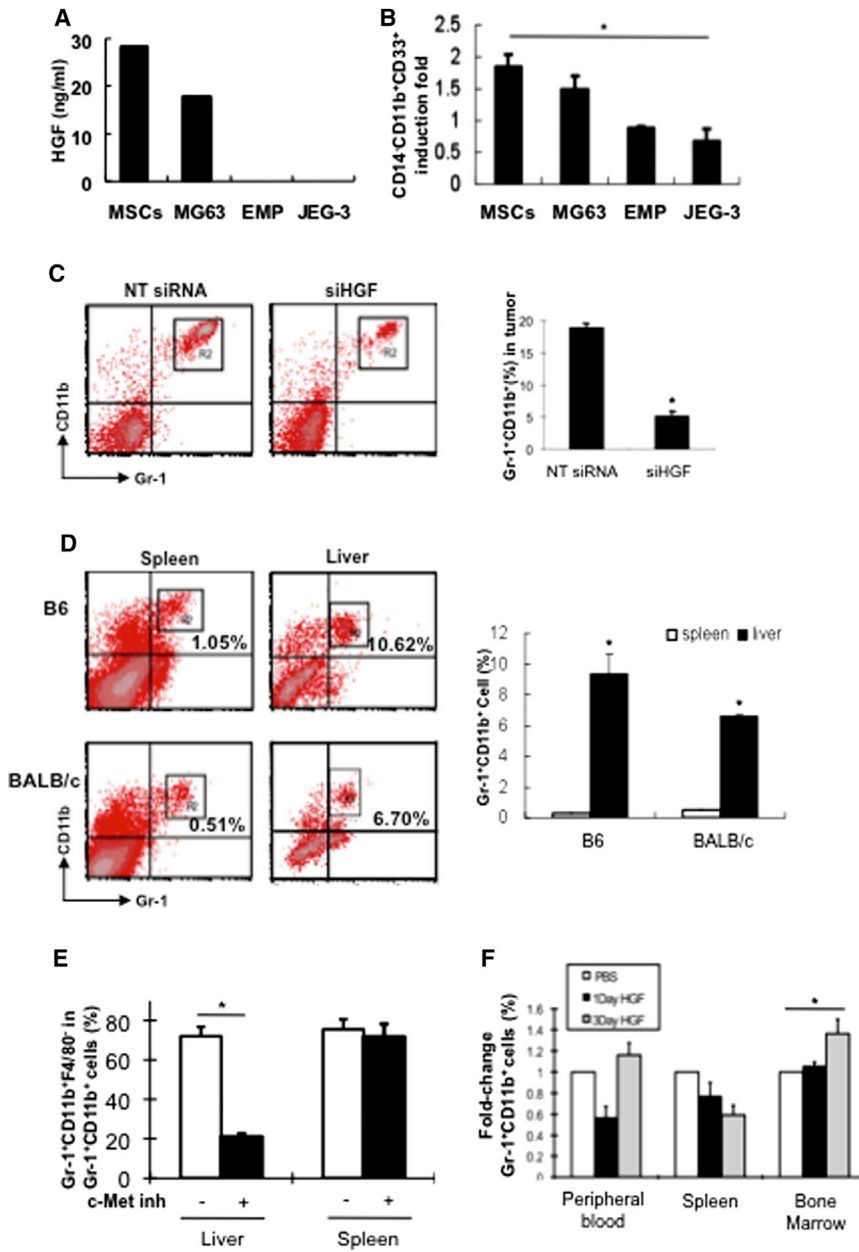 A
HGF (ng/ml)
30
20
10
0
MSCs MG63 EMP JEG-3
B
CD14-CD11b+CD33+
induction fold
2.5
2
1.5
1
0.5
0
MSCs MG63 EMP JEG-3
*
C
NT siRNA
siHGF
R2
R2
CD11b
Gr-1
Gr-1+CD11b+(%) in tumor
20
15
10
5
0
*
NT siRNA siHGF
D
Spleen
Liver
B6
R2
1.05%
R2
10.62%
BALB/c
R2
0.51%
6.70%
CD11b
Gr-1
Gr-1+CD11b+ Cell (%)
12
10
8
6
4
2
0
spleen liver
*
*
B6 BALB/c
E
Gr-1+CD11b+F4/80- in
Gr-1+CD11b+ cells (%)
80
60
40
20
0
*
c-Met inh - + - +
Liver Spleen
F
PBS
1Day HGF
3Day HGF
Fold-change
Gr-1+CD11b+ cells (%)
1.6
1.4
1.2
1
0.8
0.6
0.4
0.2
0
*
Peripheral
blood
Spleen
Bone
Marrow